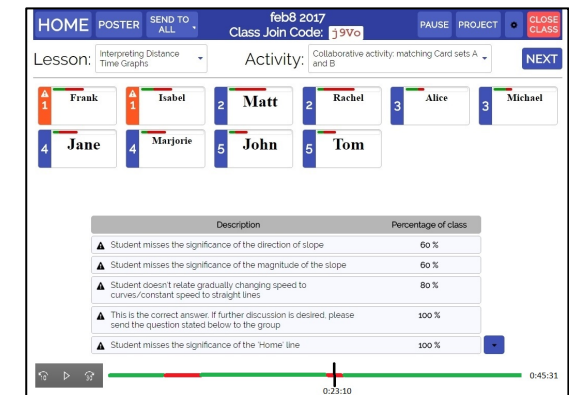 HOME POSTER SEND TO ALL feb8 2017 PAUSE PROJECT CLOSE CLASS
Class Join Code: j9Vo
Lesson: Interpreting Distance Time Graphs Activity: Collaborative activity: matching Card sets A and B NEXT
1 Frank 1 Isabel 2 Matt 2 Rachel 3 Alice 3 Michael
4 Jane 4 Marjorie 5 John 5 Tom
Description Percentage of class
Student misses the significance of the direction of slope 60 %
Student misses the significance of the magnitude of the slope 60 %
Student doesn't relate gradually changing speed to 80 %
curves/constant speed to straight lines
This is the correct answer. If further discussion is desired, please 100 %
send the question stated below to the group
Student misses the significance of the 'Home' line 100 %
0:45:31
0:23:10